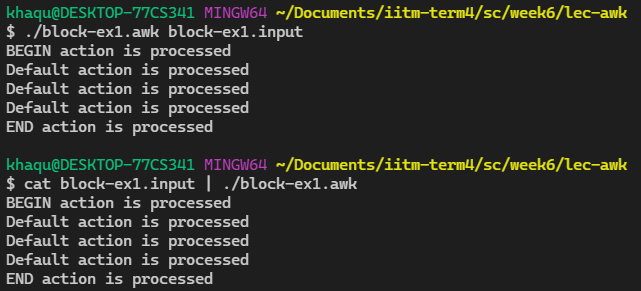 khaqu@DESKTOP-77CS341 MINGW64 ~/Documents/iitm-term4/sc/week6/lec-awk
$ ./block-ex1.awk block-ex1.input
BEGIN action is processed
Default action is processed
Default action is processed
Default action is processed
END action is processed
khaqu@DESKTOP-77CS341 MINGW64 ~/Documents/iitm-term4/sc/week6/lec-awk
$ cat block-ex1.input | ./block-ex1.awk
BEGIN action is processed
Default action is processed
Default action is processed
Default action is processed
END action is processed